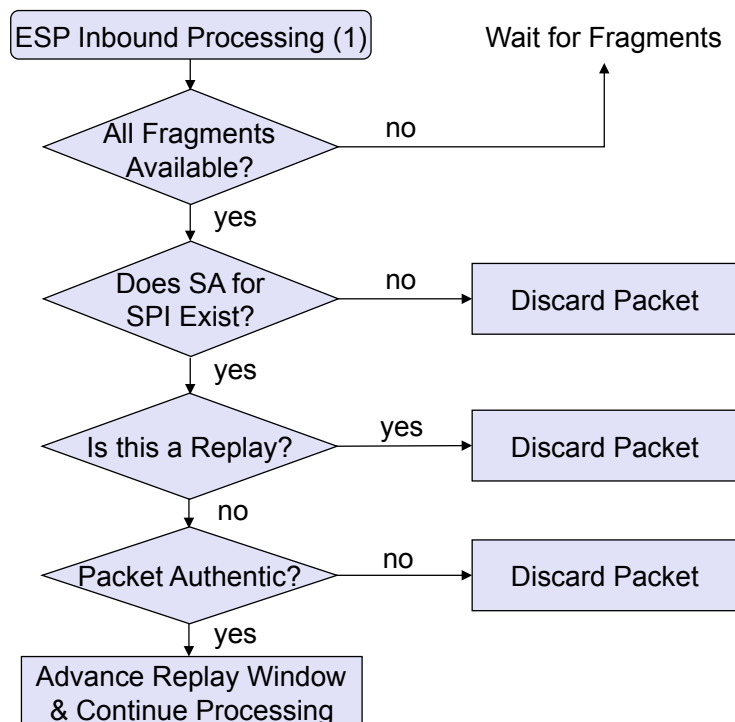 ESP Inbound Processing (1)
Wait for Fragments
All Fragments
Available?
no
yes
Does SA for
SPI Exist?
no
Discard Packet
yes
Is this a Replay?
yes
Discard Packet
no
Packet Authentic?
no
Discard Packet
yes
Advance Replay Window
& Continue Processing